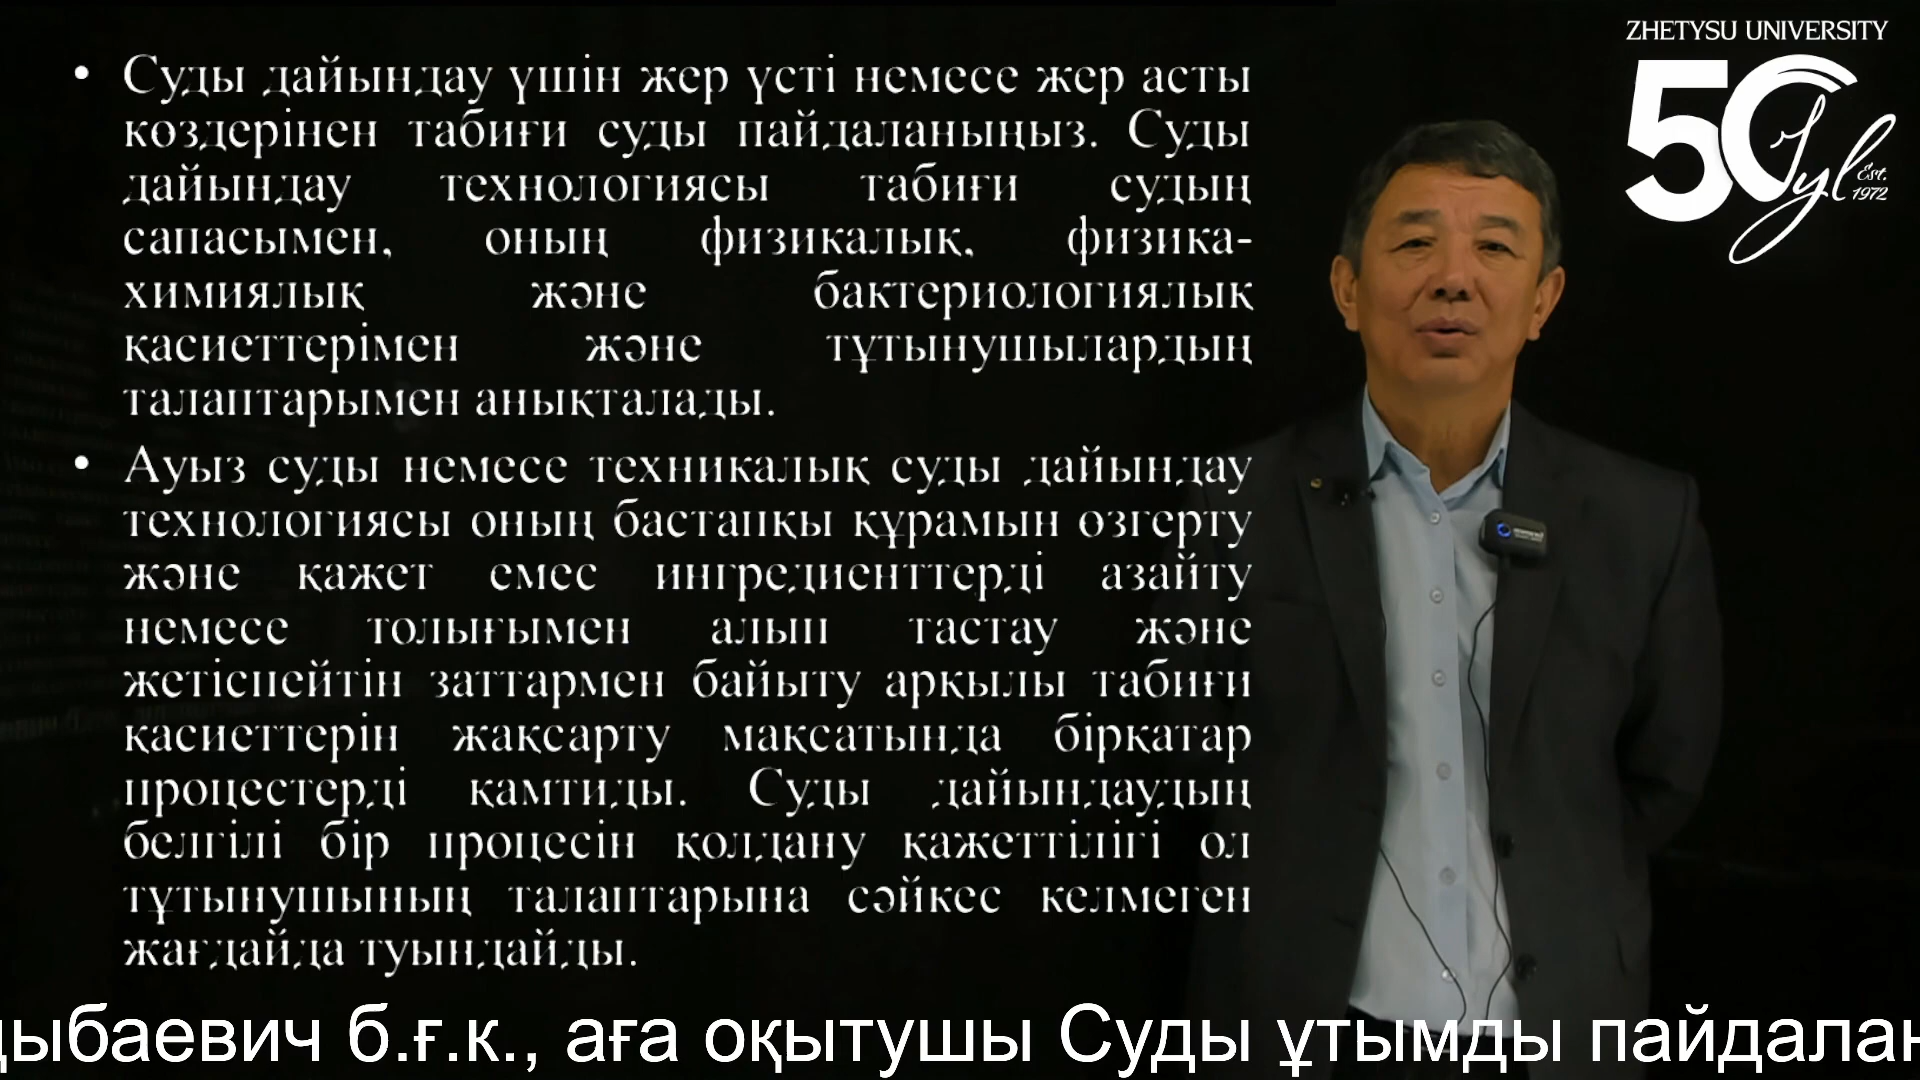 • Суды дайындау үшін жер үсті немесе жер асты
көздерінен табиғи суды пайдаланыңыз. Суды
дайындау технологиясы табиғи судың
сапасымен, оның физикалық, физика-
химиялық және бактериологиялық
қасиеттерімен және тұтынушылардың
талаптарымен анықталады.
• Ауыз суды немесе техникалық суды дайындау
технологиясы оның бастапқы құрамын өзгерту
және қажет емес ингредиенттерді азайту
немесе толығымен алып тастау және
жетіспейтін заттармен байыту арқылы табиғи
қасиеттерін жақсарту мақсатында бірқатар
процестерді қамтиды. Суды дайындаудың
белгілі бір процесін қолдану қажеттілігі ол
тұтынушының талаптарына сәйкес келмеген
жағдайда туындайды.
ZHETYSU UNIVERSITY
50 Jyl
Est.
1972
дыбаевич б.ғ.к., аға оқытушы Суды ұтымды пайдалан